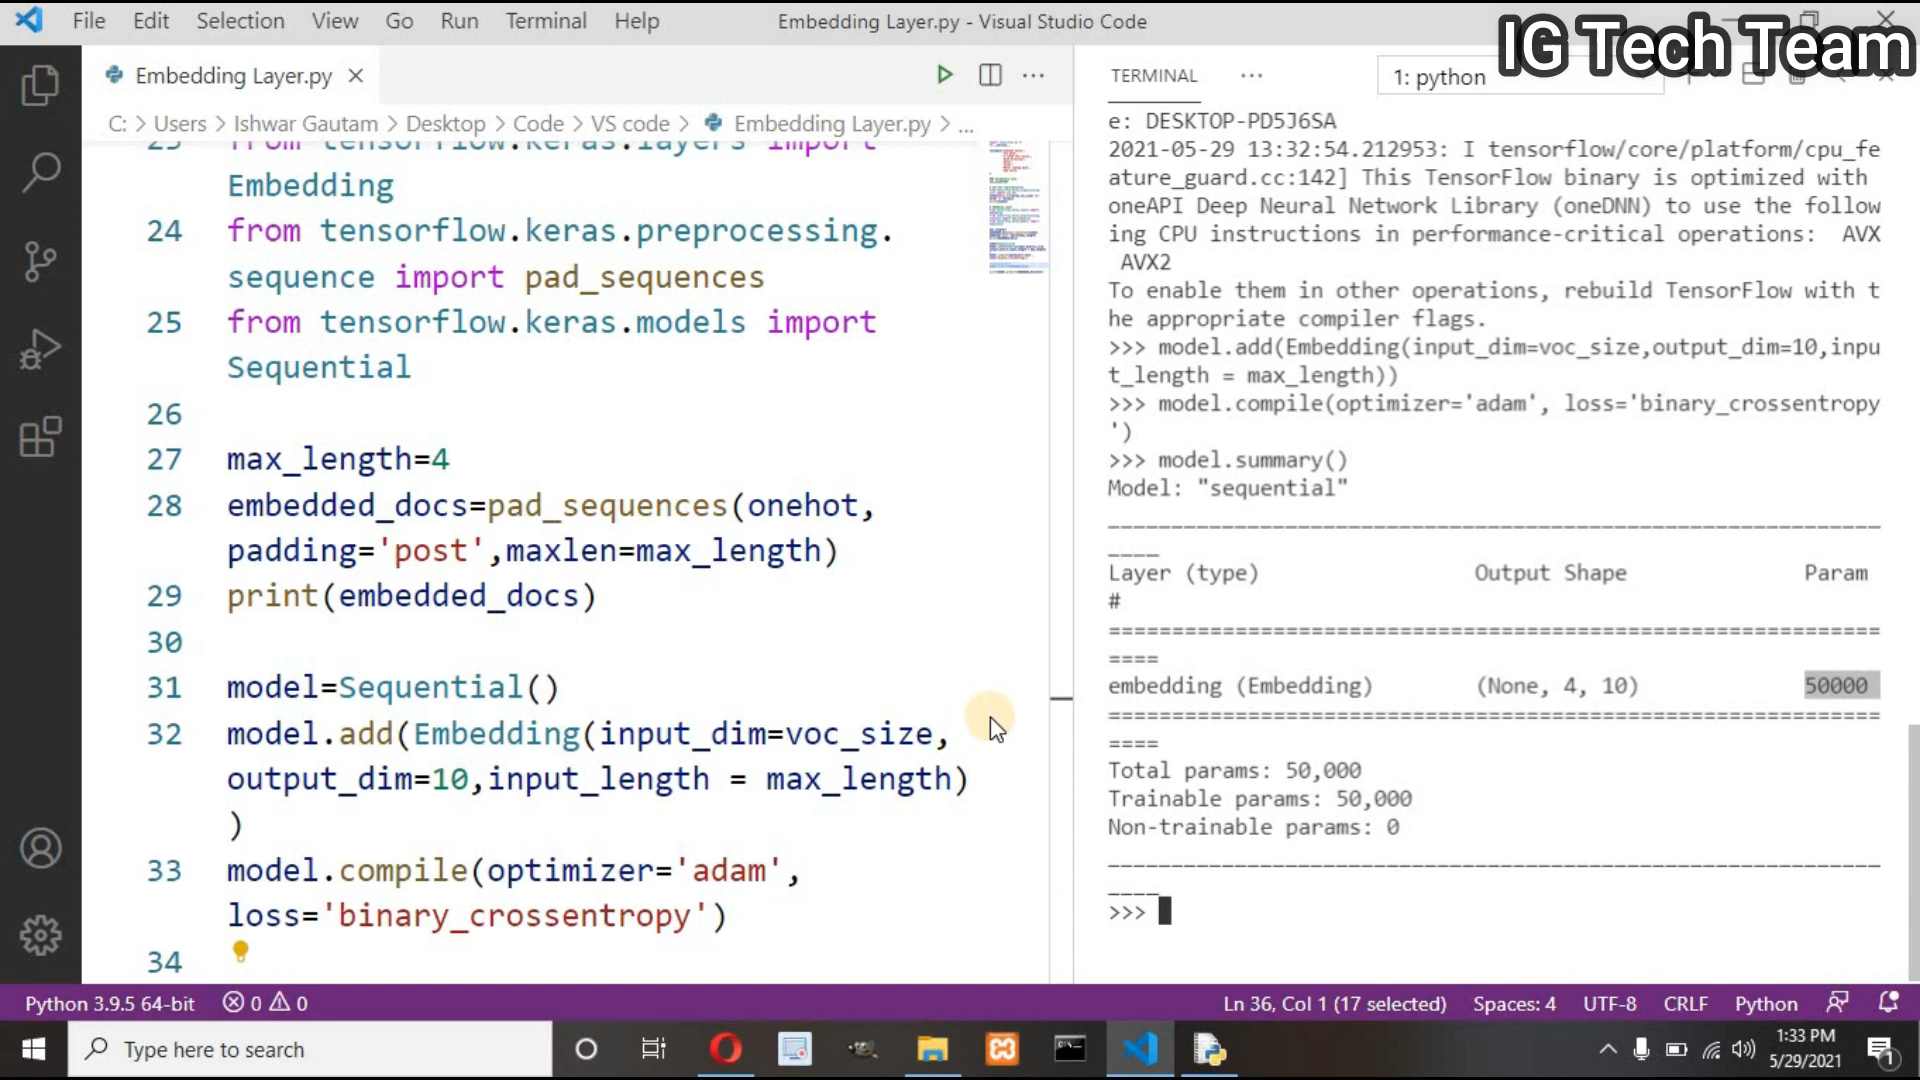 File Edit Selection View Go Run Terminal Help
Embedding Layer.py - Visual Studio Code
IG Tech Team
Embedding Layer.py
C: > Users > Ishwar Gautam > Desktop > Code > VS code > Embedding Layer.py > ...
23 from tensorflow.keras.layers import
Embedding
24 from tensorflow.keras.preprocessing.
sequence import pad_sequences
25 from tensorflow.keras.models import
Sequential
26
27 max_length=4
28 embedded_docs=pad_sequences(onehot,
padding='post',maxlen=max_length)
29 print(embedded_docs)
30
31 model=Sequential()
32 model.add(Embedding(input_dim=voc_size,
output_dim=10,input_length = max_length)
)
33 model.compile(optimizer='adam',
loss='binary_crossentropy')
34
TERMINAL ... 1: python
e: DESKTOP-PD5J6SA
2021-05-29 13:32:54.212953: I tensorflow/core/platform/cpu_fe
ature_guard.cc:142] This TensorFlow binary is optimized with
oneAPI Deep Neural Network Library (oneDNN) to use the follow
ing CPU instructions in performance-critical operations:  AVX
AVX2
To enable them in other operations, rebuild TensorFlow with t
he appropriate compiler flags.
>>> model.add(Embedding(input_dim=voc_size,output_dim=10,inpu
t_length = max_length))
>>> model.compile(optimizer='adam', loss='binary_crossentropy
')
>>> model.summary()
Model: "sequential"
_____________________________________________________________
____
Layer (type) Output Shape Param
#
=============================================================
====
embedding (Embedding) (None, 4, 10) 50000
=============================================================
====
Total params: 50,000
Trainable params: 50,000
Non-trainable params: 0
_____________________________________________________________
____
>>>
Python 3.9.5 64-bit 0 0
Ln 36, Col 1 (17 selected) Spaces: 4 UTF-8 CRLF Python
Type here to search
1:33 PM
5/29/2021
1